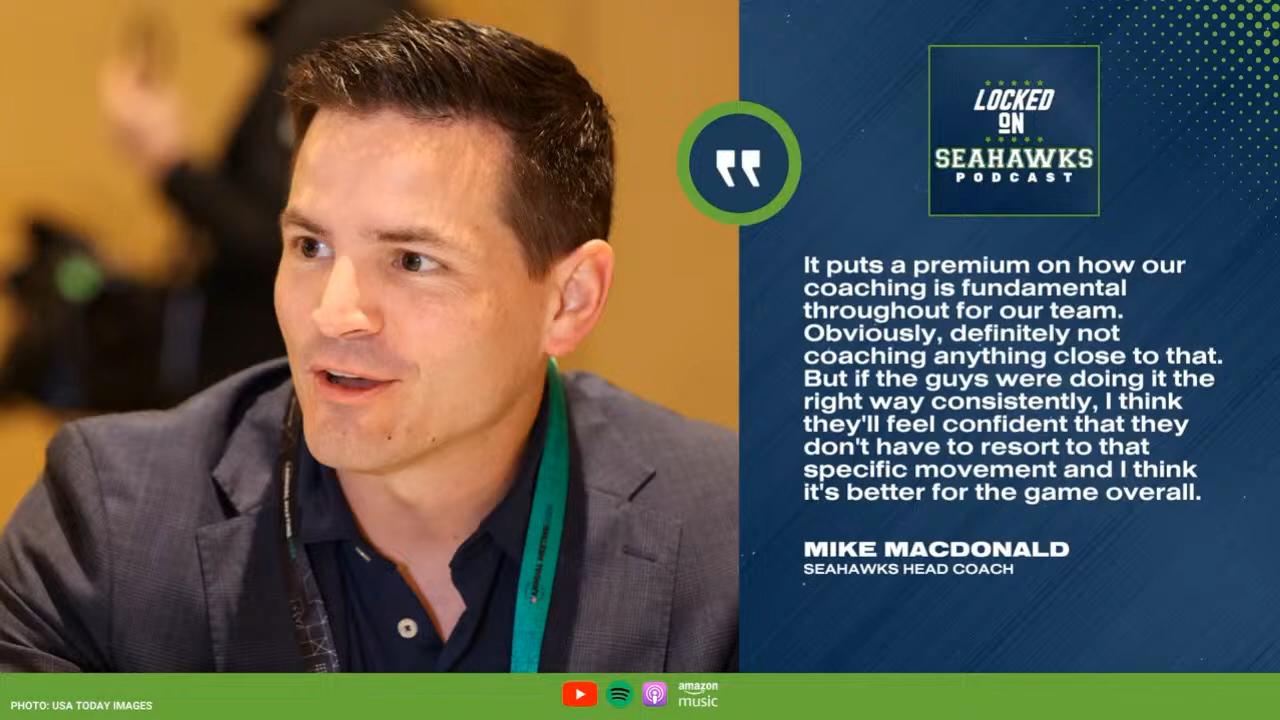 LOCKED
ON
SEAHAWKS
PODCAST
It puts a premium on how our
coaching is fundamental
throughout for our team.
Obviously, definitely not
coaching anything close to that.
But if the guys were doing it the
right way consistently, I think
they'll feel confident that they
don't have to resort to that
specific movement and I think
it's better for the game overall.
MIKE MACDONALD
SEAHAWKS HEAD COACH
PHOTO: USA TODAY IMAGES
amazon
music